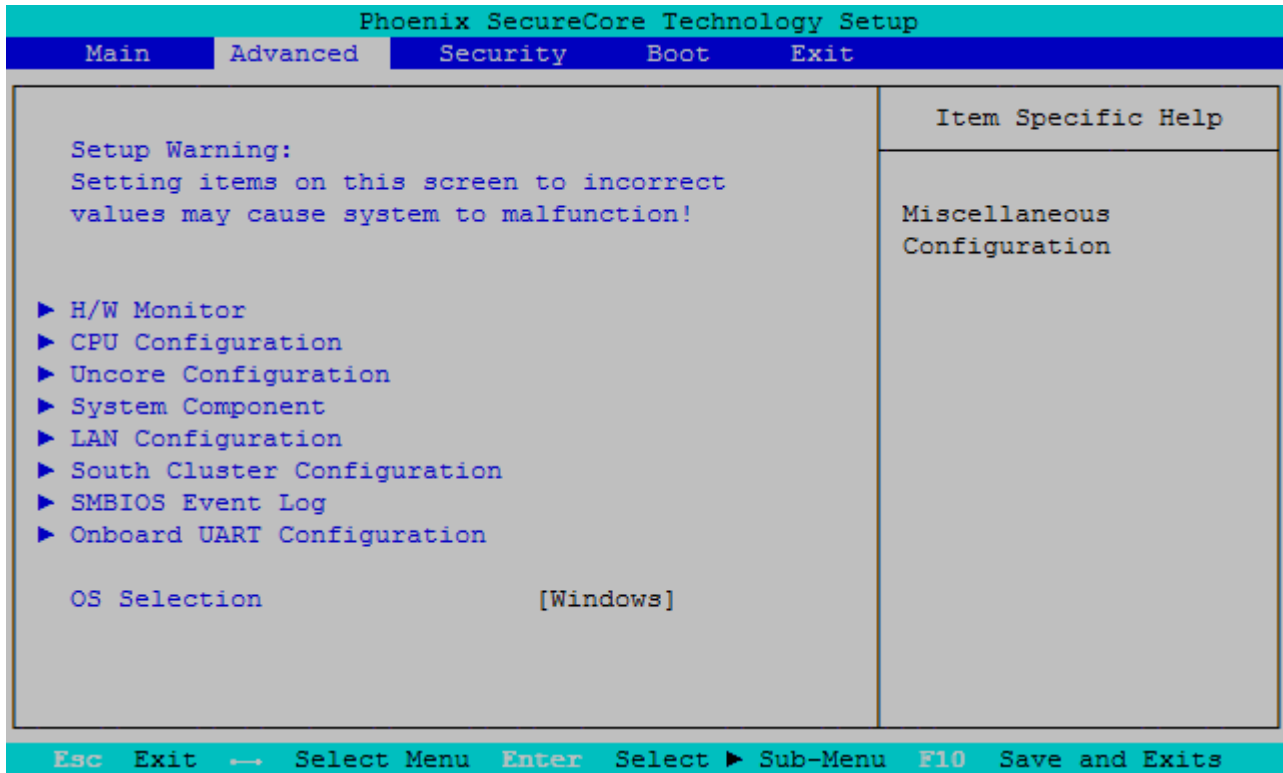 Phoenix SecureCore Technology Setup
Main Advanced Security Boot Exit
Setup Warning:
Setting items on this screen to incorrect
values may cause system to malfunction!
► H/W Monitor
► CPU Configuration
► Uncore Configuration
► System Component
► LAN Configuration
► South Cluster Configuration
► SMBIOS Event Log
► Onboard UART Configuration
OS Selection [Windows]
Item Specific Help
Miscellaneous
Configuration
Esc Exit ←→ Select Menu Enter Select ► Sub-Menu F10 Save and Exits